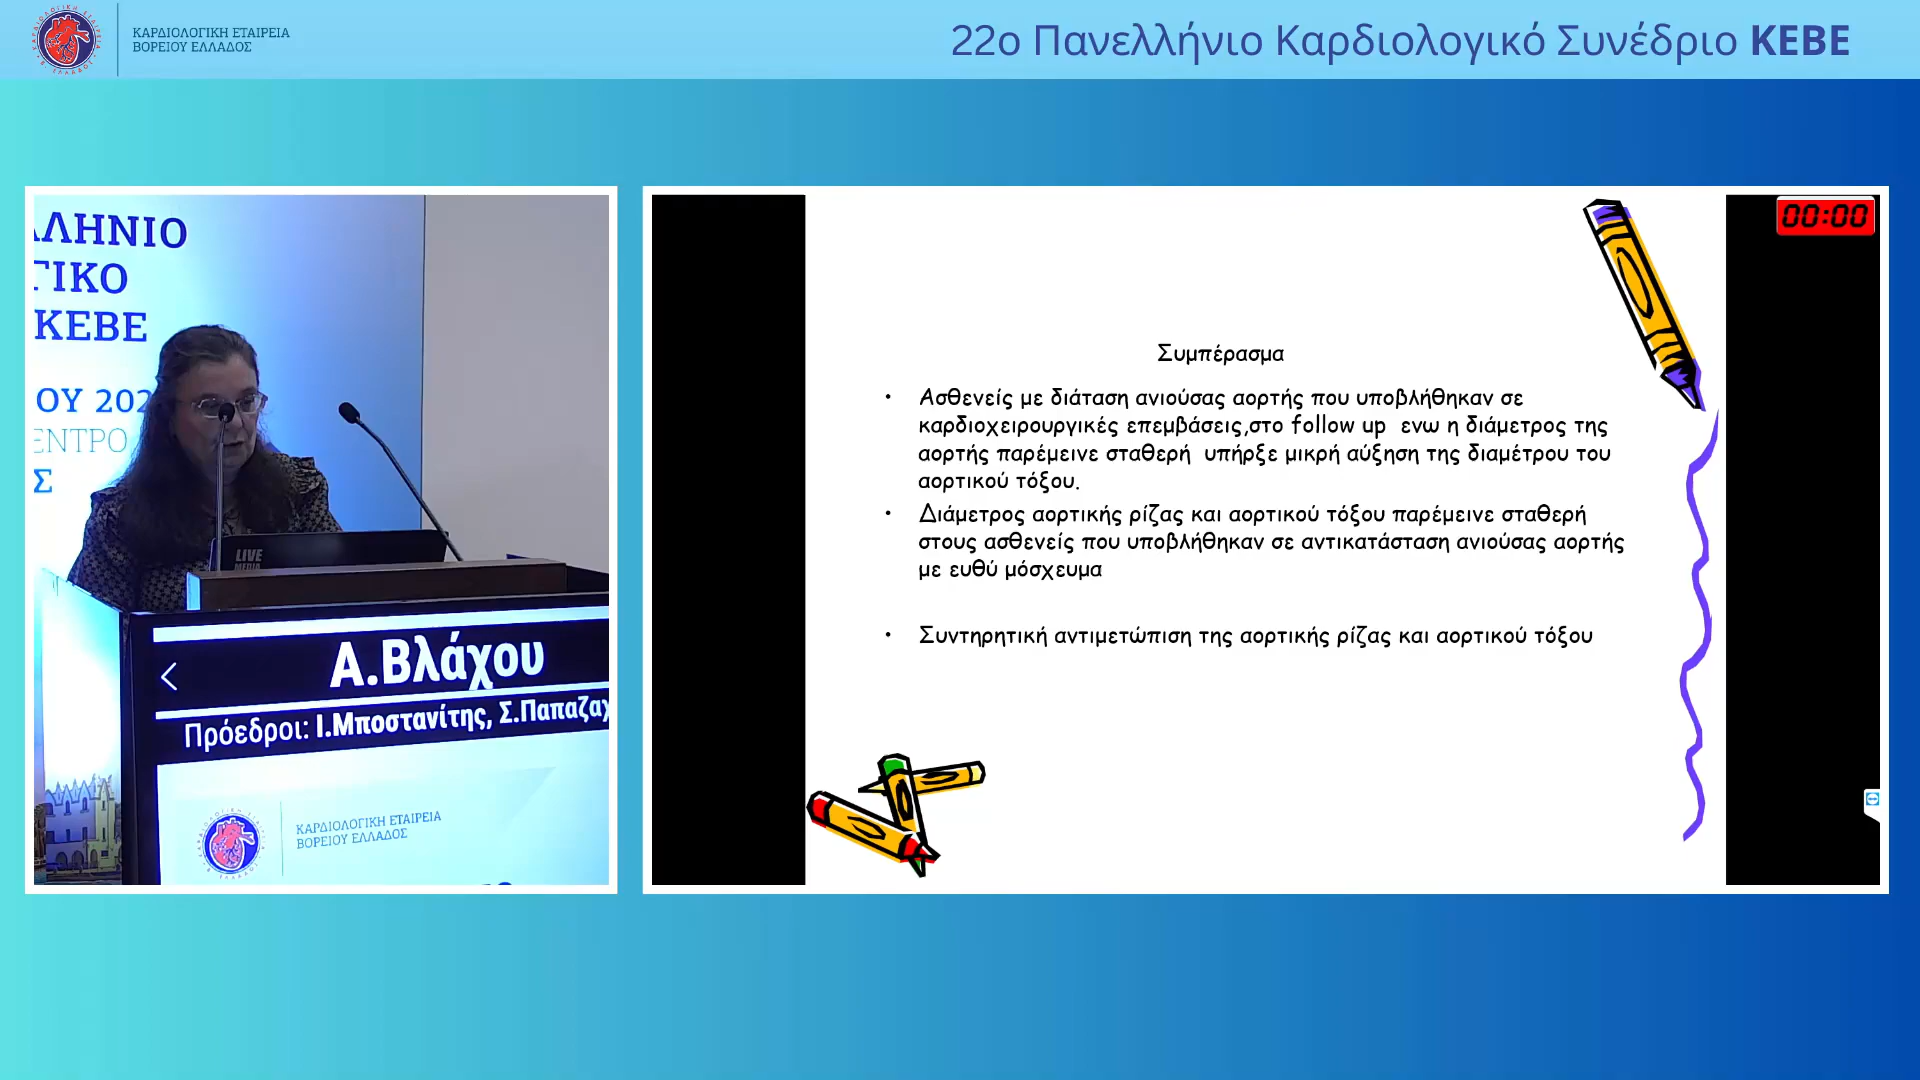 ΚΑΡΔΙΟΛΟΓΙΚΗ ΕΤΑΙΡΕΙΑ
ΒΟΡΕΙΟΥ ΕΛΛΑΔΟΣ
22ο Πανελλήνιο Καρδιολογικό Συνέδριο ΚΕΒΕ
ΛΛΗΝΙΟ
ΓΙΚΟ
ΚΕΒΕ
ΟΥ 202
ΕΝΤΡΟ
Σ
LIVE
MEDIA
Α.Βλάχου
Πρόεδροι: Ι.Μποστανίτης, Σ.Παπαζαχ
ΚΑΡΔΙΟΛΟΓΙΚΗ ΕΤΑΙΡΕΙΑ
ΒΟΡΕΙΟΥ ΕΛΛΑΔΟΣ
00:00
Συμπέρασμα
• Ασθενείς με διάταση ανιούσας αορτής που υποβλήθηκαν σε
καρδιοχειρουργικές επεμβάσεις,στο follow up ενω η διάμετρος της
αορτής παρέμεινε σταθερή υπήρξε μικρή αύξηση της διαμέτρου του
αορτικού τόξου.
• Διάμετρος αορτικής ρίζας και αορτικού τόξου παρέμεινε σταθερή
στους ασθενείς που υποβλήθηκαν σε αντικατάσταση ανιούσας αορτής
με ευθύ μόσχευμα
• Συντηρητική αντιμετώπιση της αορτικής ρίζας και αορτικού τόξου